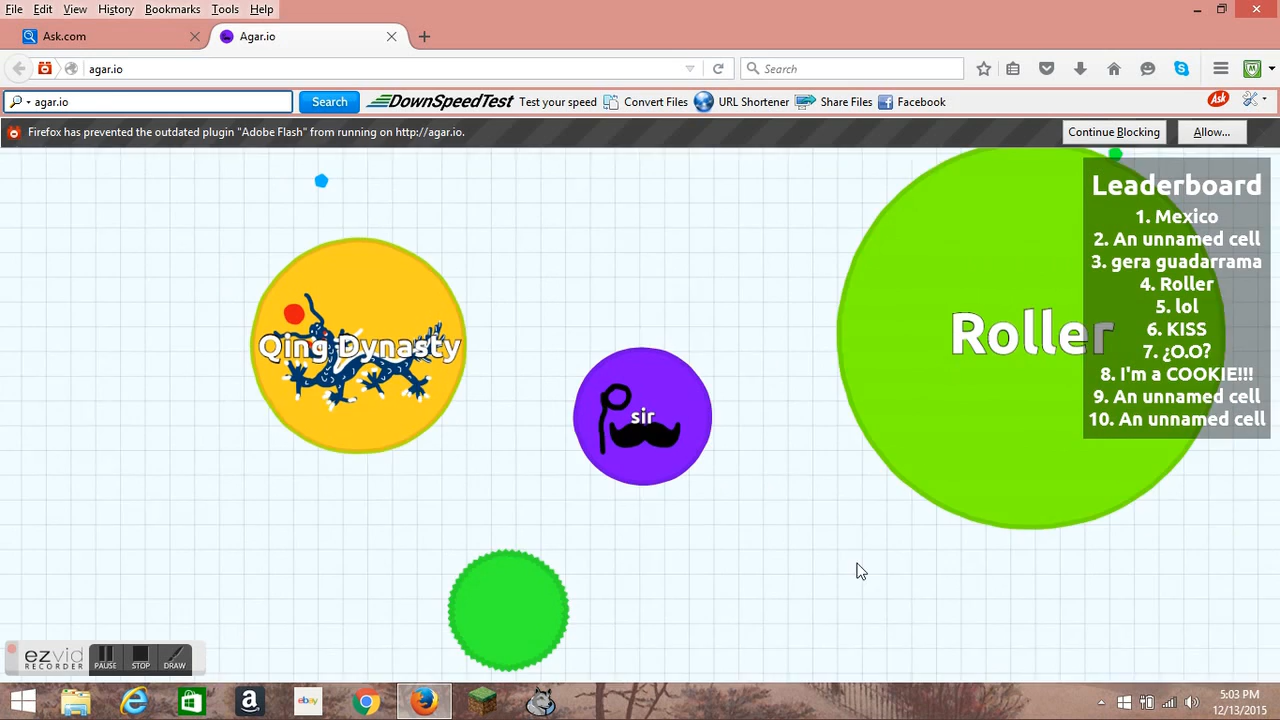 File Edit View History Bookmarks Tools Help
Ask.com Agar.io
agar.io Search
agar.io Search DownSpeedTest Test your speed Convert Files URL Shortener Share Files Facebook Ask
Firefox has prevented the outdated plugin "Adobe Flash" from running on http://agar.io. Continue Blocking Allow...
Leaderboard
1. Mexico
2. An unnamed cell
3. gera guadarrama
4. Roller
5. lol
6. KISS
7. ¿O.O?
8. I'm a COOKIE!!!
9. An unnamed cell
10. An unnamed cell
Qing Dynasty
Roller
sir
ezvid
RECORDER
PAUSE STOP DRAW
a ebay
5:03 PM
12/13/2015